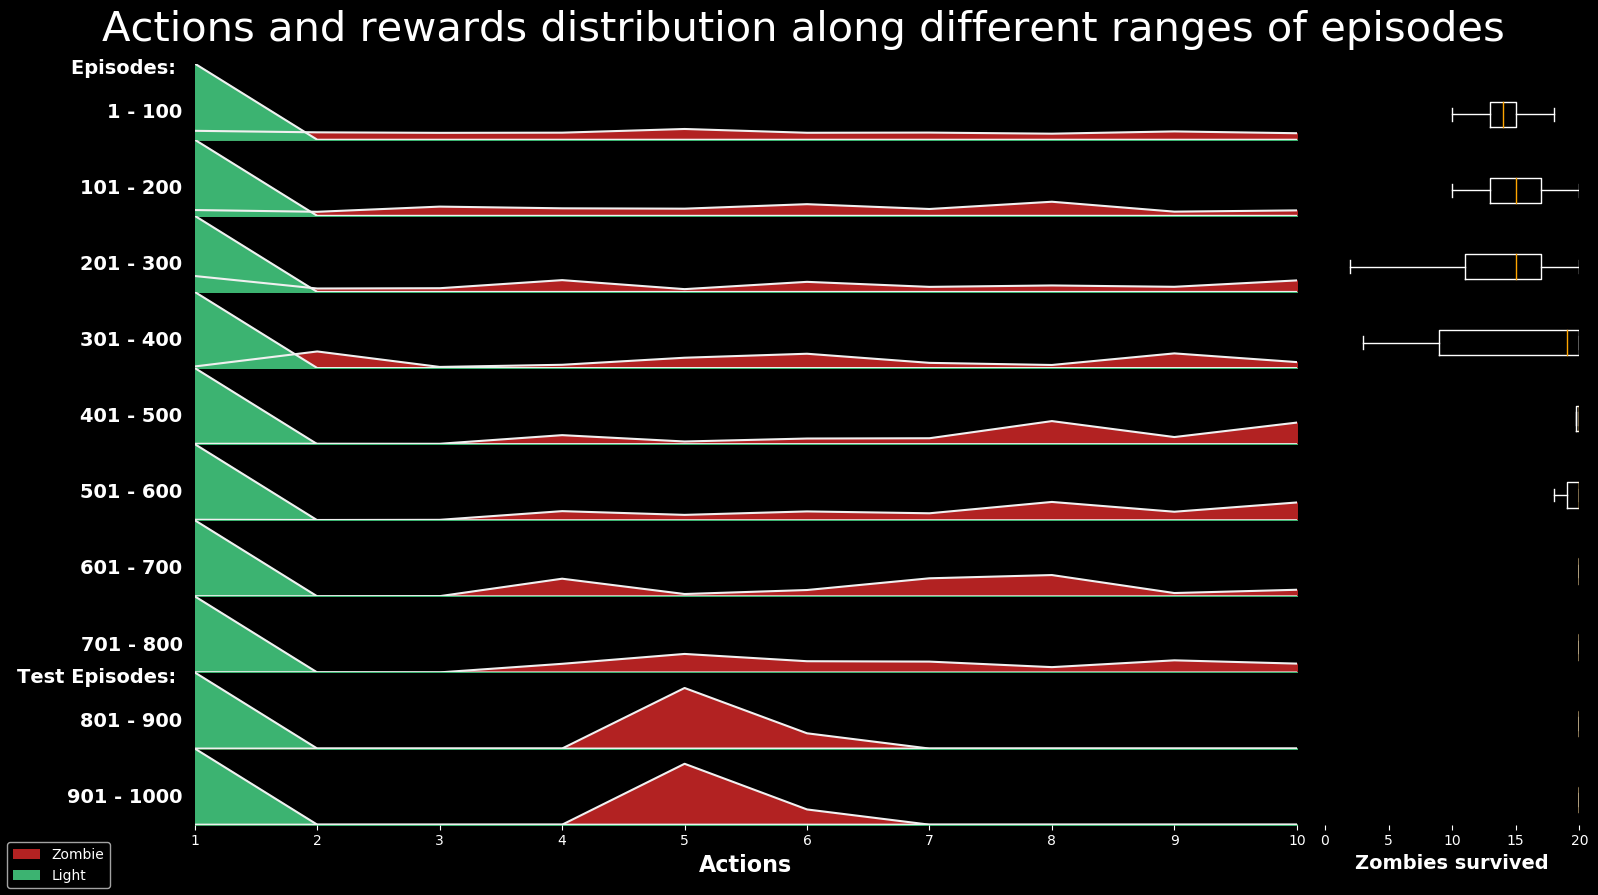 Actions and rewards distribution along different ranges of episodes
Episodes:
1 - 100
101 - 200
201 - 300
301 - 400
401 - 500
501 - 600
601 - 700
701 - 800
Test Episodes:
801 - 900
901 - 1000
1 2 3 4 5 6 7 8 9 10
Actions
0 5 10 15 20
Zombies survived
Zombie
Light